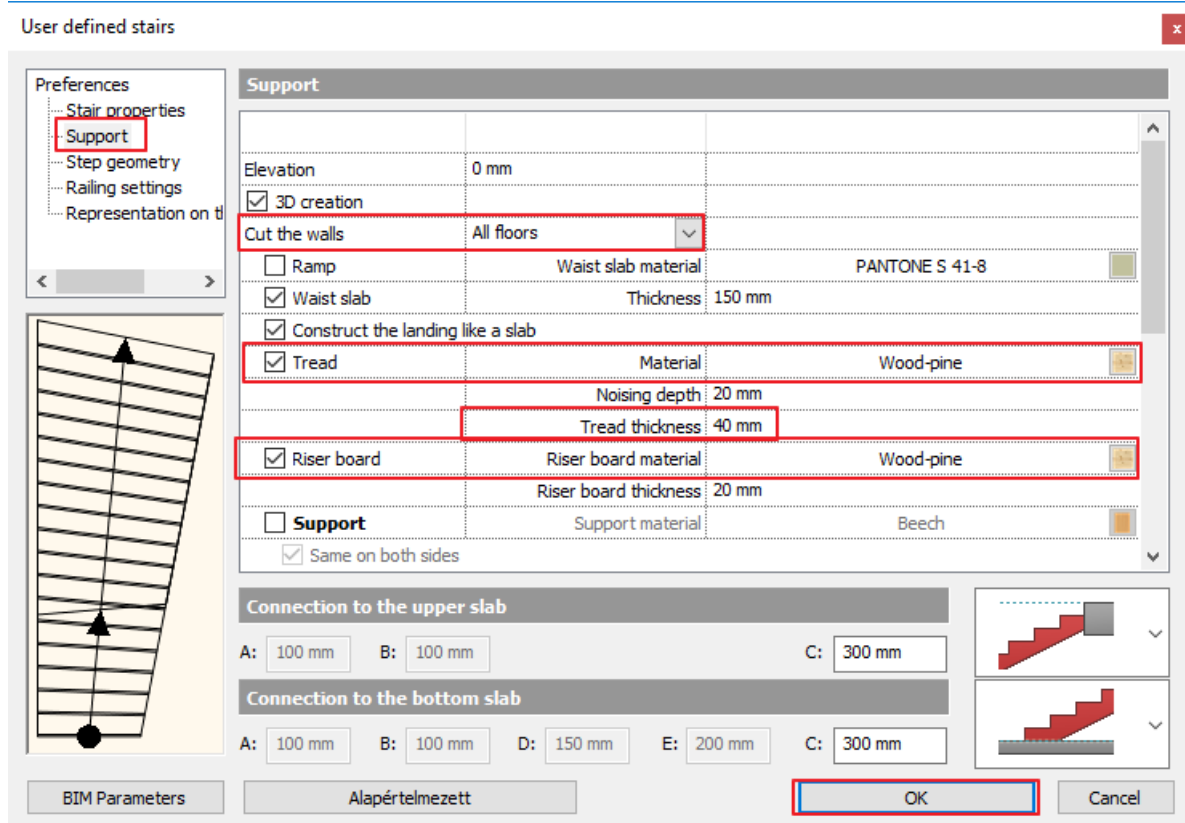 User defined stairs
x
Preferences
Stair properties
Support
Step geometry
Railing settings
Representation on tl
Support
Elevation 0 mm
3D creation
Cut the walls All floors
Ramp Waist slab material PANTONE S 41-8
Waist slab Thickness 150 mm
Construct the landing like a slab
Tread Material Wood-pine
Noising depth 20 mm
Tread thickness 40 mm
Riser board Riser board material Wood-pine
Riser board thickness 20 mm
Support Support material Beech
Same on both sides
Connection to the upper slab
A: 100 mm B: 100 mm C: 300 mm
Connection to the bottom slab
A: 100 mm B: 100 mm D: 150 mm E: 200 mm C: 300 mm
BIM Parameters Alapértelmezett OK Cancel